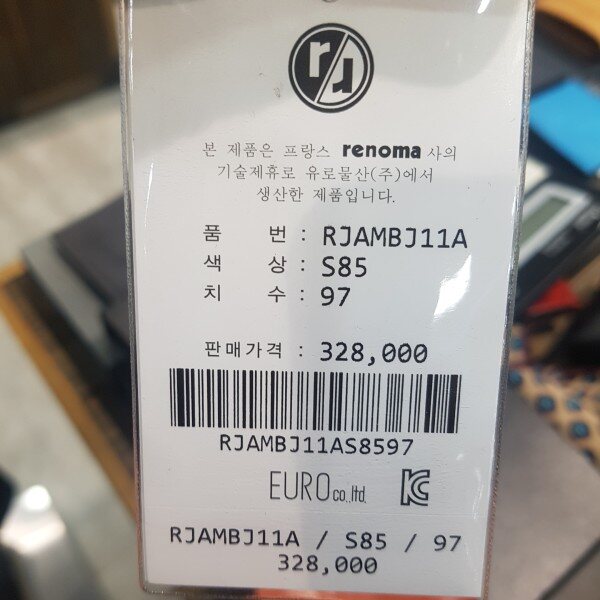 본 제품은 프랑스 renoma 사의
기술제휴로 유로물산(주)에서
생산한 제품입니다.
품 번 : RJAMBJ11A
색 상 : S85
치 수 : 97
판매가격 : 328,000
RJAMBJ11AS8597
EURO co.,ltd.
RJAMBJ11A / S85 / 97
328,000